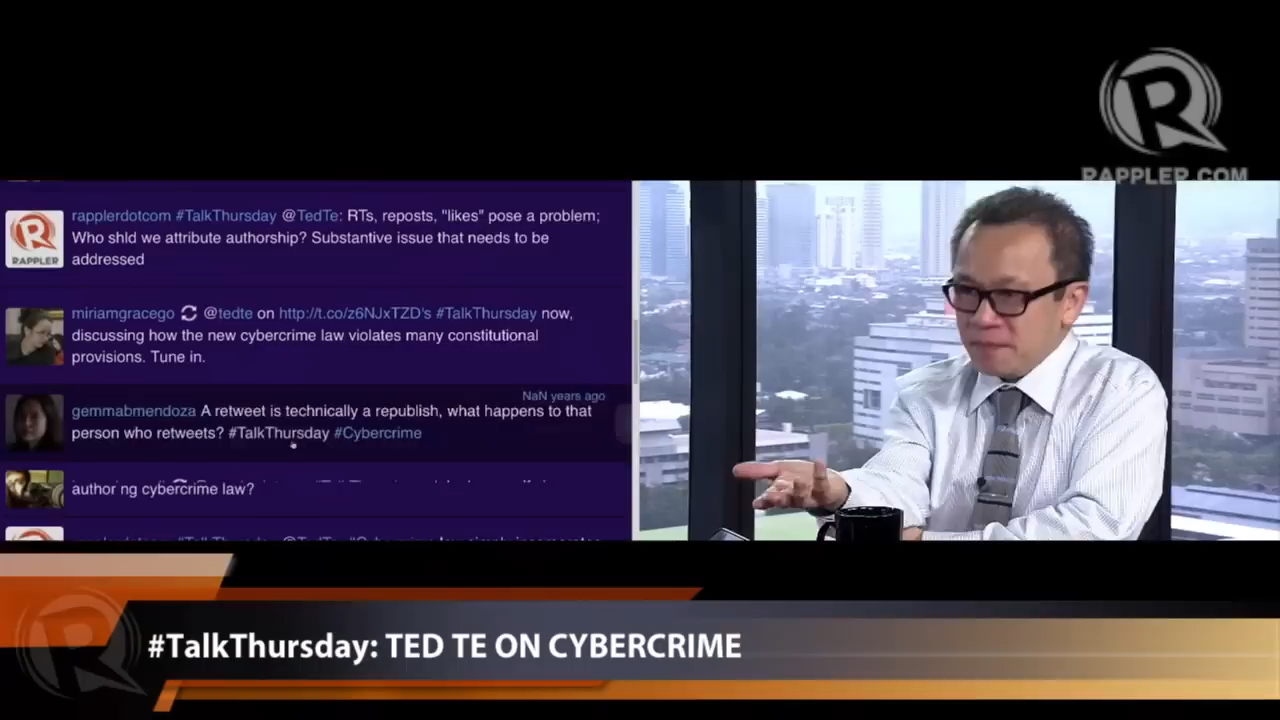 RAPPLER.COM
rapplerdotcom #TalkThursday @TedTe: RTs, reposts, "likes" pose a problem;
Who shld we attribute authorship? Substantive issue that needs to be
addressed
RAPPLER
miriamgracego @tedte on http://t.co/z6NJxTZD's #TalkThursday now,
discussing how the new cybercrime law violates many constitutional
provisions. Tune in.
NaN years ago
gemmabmendoza A retweet is technically a republish, what happens to that
person who retweets? #TalkThursday #Cybercrime
author ng cybercrime law?
#TalkThursday: TED TE ON CYBERCRIME